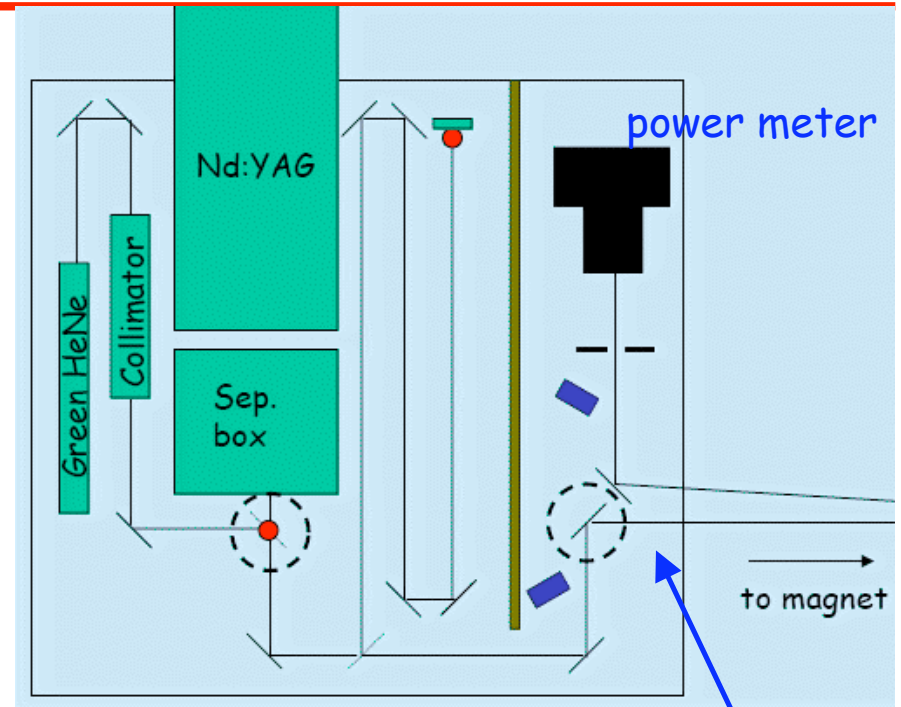 power meter
Nd:YAG
Collimator
Green HeNe
Sep.
box
to magnet